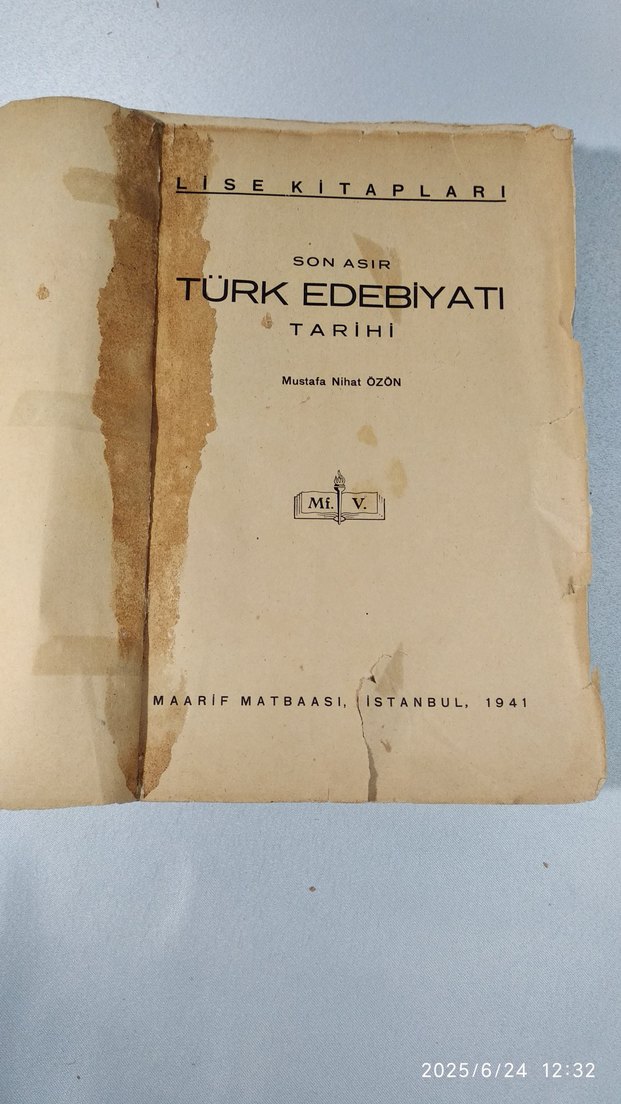 LİSE KİTAPLARI
SON ASIR
TÜRK EDEBİYATI
TARİHİ
Mustafa Nihat ÖZÖN
Mf. V.
MAARİF MATBAASI, İSTANBUL, 1941
2025/6/24 12:32